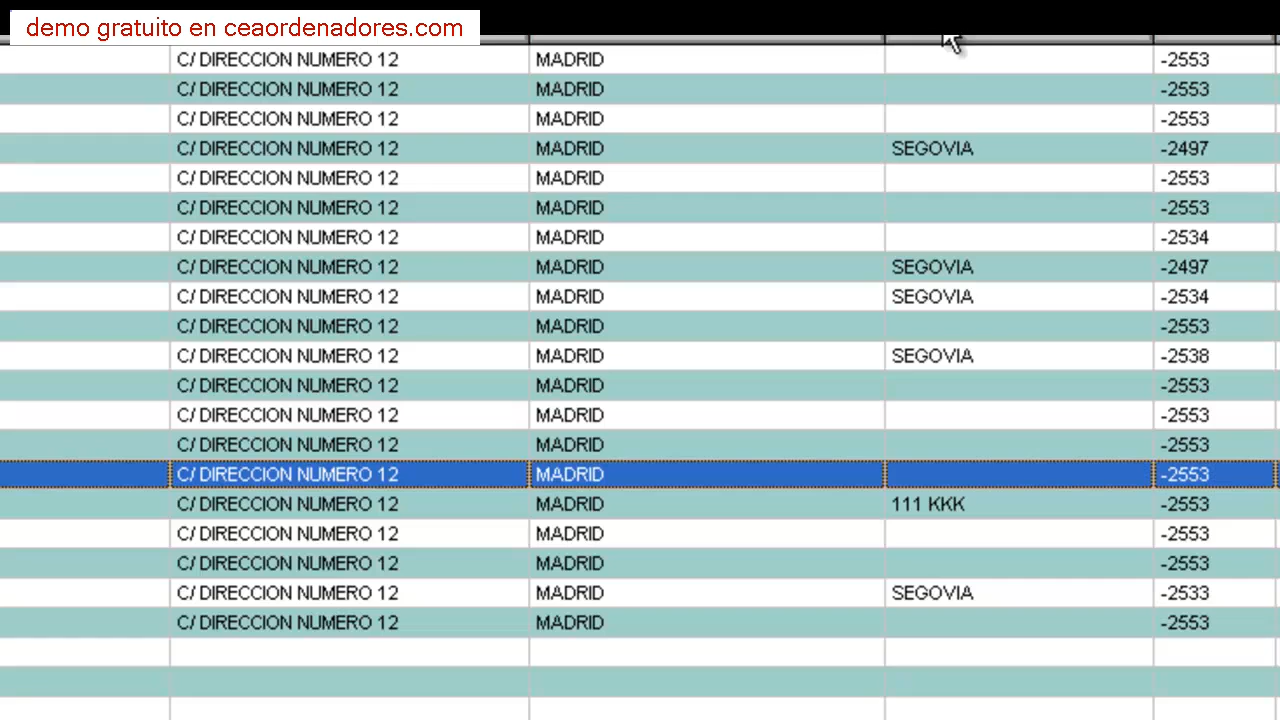 demo gratuito en ceaordenadores.com
C/ DIRECCION NUMERO 12 MADRID -2553
C/ DIRECCION NUMERO 12 MADRID -2553
C/ DIRECCION NUMERO 12 MADRID -2553
C/ DIRECCION NUMERO 12 MADRID SEGOVIA -2497
C/ DIRECCION NUMERO 12 MADRID -2553
C/ DIRECCION NUMERO 12 MADRID -2553
C/ DIRECCION NUMERO 12 MADRID -2534
C/ DIRECCION NUMERO 12 MADRID SEGOVIA -2497
C/ DIRECCION NUMERO 12 MADRID SEGOVIA -2534
C/ DIRECCION NUMERO 12 MADRID -2553
C/ DIRECCION NUMERO 12 MADRID SEGOVIA -2538
C/ DIRECCION NUMERO 12 MADRID -2553
C/ DIRECCION NUMERO 12 MADRID -2553
C/ DIRECCION NUMERO 12 MADRID -2553
C/ DIRECCION NUMERO 12 MADRID -2553
C/ DIRECCION NUMERO 12 MADRID 111 KKK -2553
C/ DIRECCION NUMERO 12 MADRID -2553
C/ DIRECCION NUMERO 12 MADRID -2553
C/ DIRECCION NUMERO 12 MADRID SEGOVIA -2533
C/ DIRECCION NUMERO 12 MADRID -2553